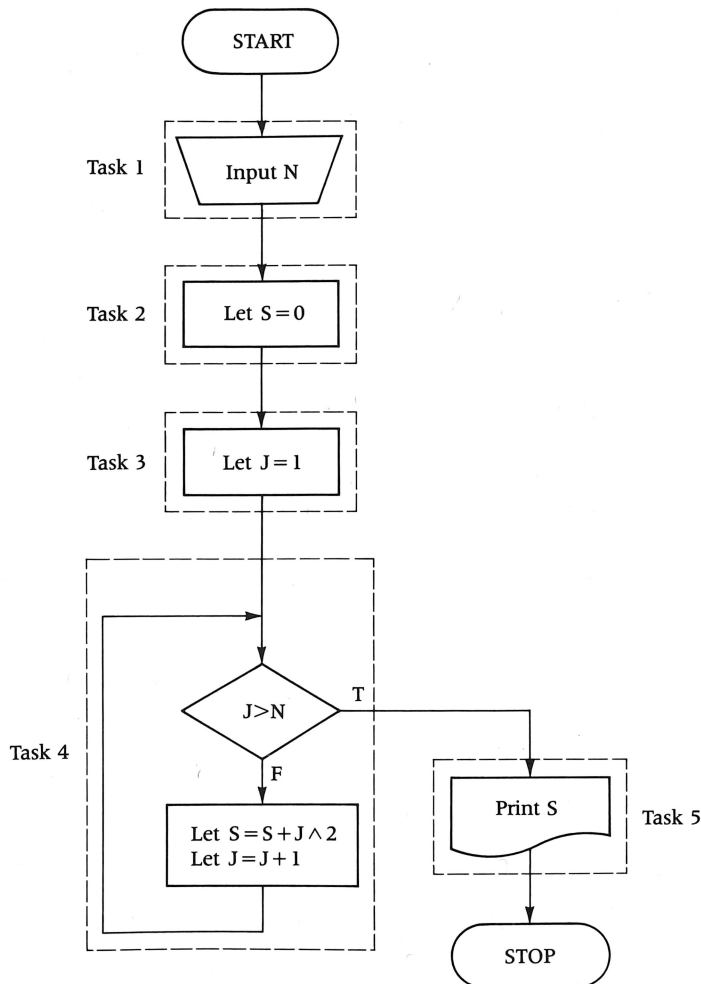 START
Task 1
Input N
Task 2
Let S=0
Task 3
Let J=1
Task 4
J>N
T
F
Let S=S+J∧2
Let J=J+1
Print S
Task 5
STOP